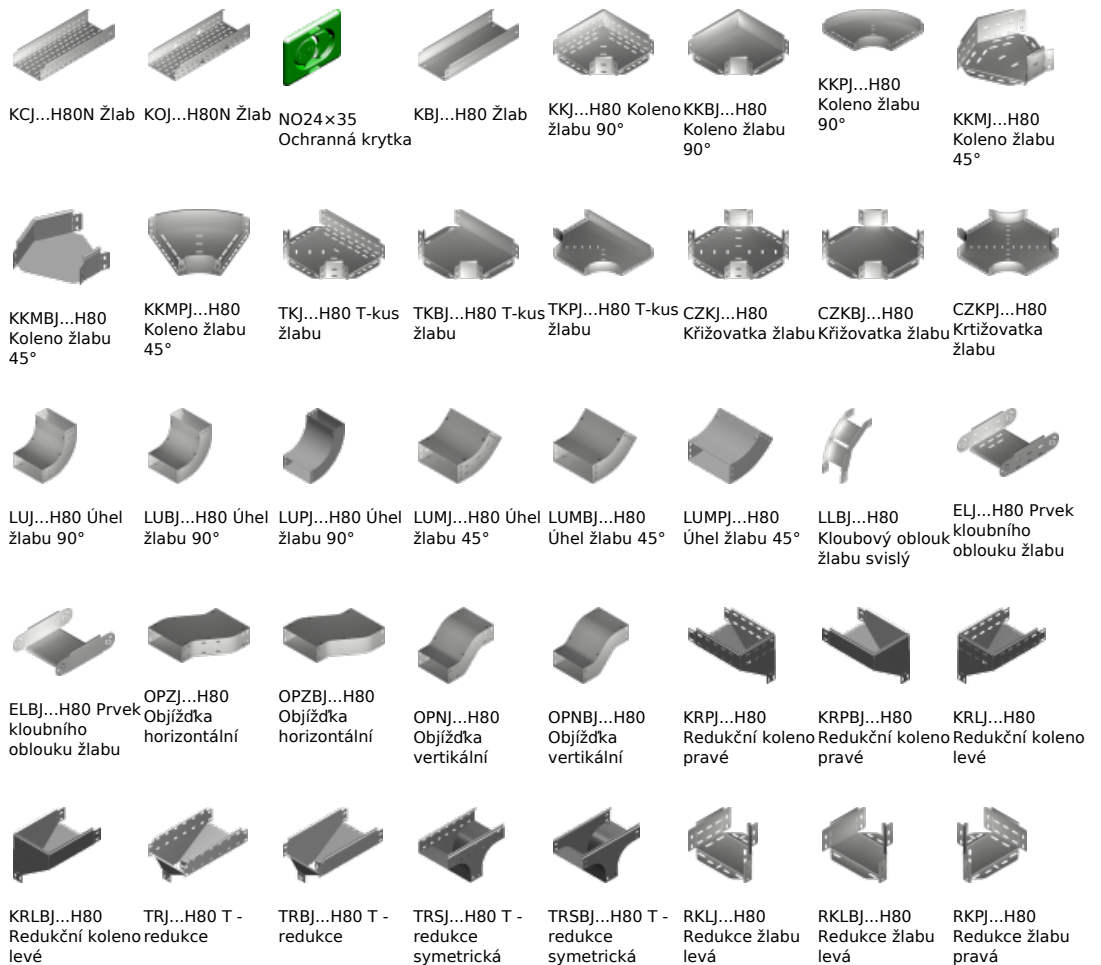 KCJ...H80N Žlab
KOJ...H80N Žlab
NO24×35
Ochranná krytka
KBJ...H80 Žlab
KKJ...H80 Koleno
žlabu 90°
KKBJ...H80
Koleno žlabu
90°
KKPJ...H80
Koleno žlabu
90°
KKMJ...H80
Koleno žlabu
45°
KKMBJ...H80
Koleno žlabu
45°
KKMPJ...H80
Koleno žlabu
45°
TKJ...H80 T-kus
žlabu
TKBJ...H80 T-kus
žlabu
TKPJ...H80 T-kus
žlabu
CZKJ...H80
Křižovatka žlabu
CZKBJ...H80
Křižovatka žlabu
CZKPJ...H80
Krtižovatka
žlabu
LUJ...H80 Úhel
žlabu 90°
LUBJ...H80 Úhel
žlabu 90°
LUPJ...H80 Úhel
žlabu 90°
LUMJ...H80 Úhel
žlabu 45°
LUMBJ...H80
Úhel žlabu 45°
LUMPJ...H80
Úhel žlabu 45°
LLBJ...H80
Kloubový oblouk
žlabu svislý
ELJ...H80 Prvek
kloubního
oblouku žlabu
ELBJ...H80 Prvek
kloubního
oblouku žlabu
OPZJ...H80
Objížďka
horizontální
OPZBJ...H80
Objížďka
horizontální
OPNJ...H80
Objížďka
vertikální
OPNBJ...H80
Objížďka
vertikální
KRPJ...H80
Redukční koleno
pravé
KRPBJ...H80
Redukční koleno
pravé
KRLJ...H80
Redukční koleno
levé
KRLBJ...H80
Redukční koleno
levé
TRJ...H80 T -
redukce
TRBJ...H80 T -
redukce
TRSJ...H80 T -
redukce
symetrická
TRSBJ...H80 T -
redukce
symetrická
RKLJ...H80
Redukce žlabu
levá
RKLBJ...H80
Redukce žlabu
levá
RKPJ...H80
Redukce žlabu
pravá